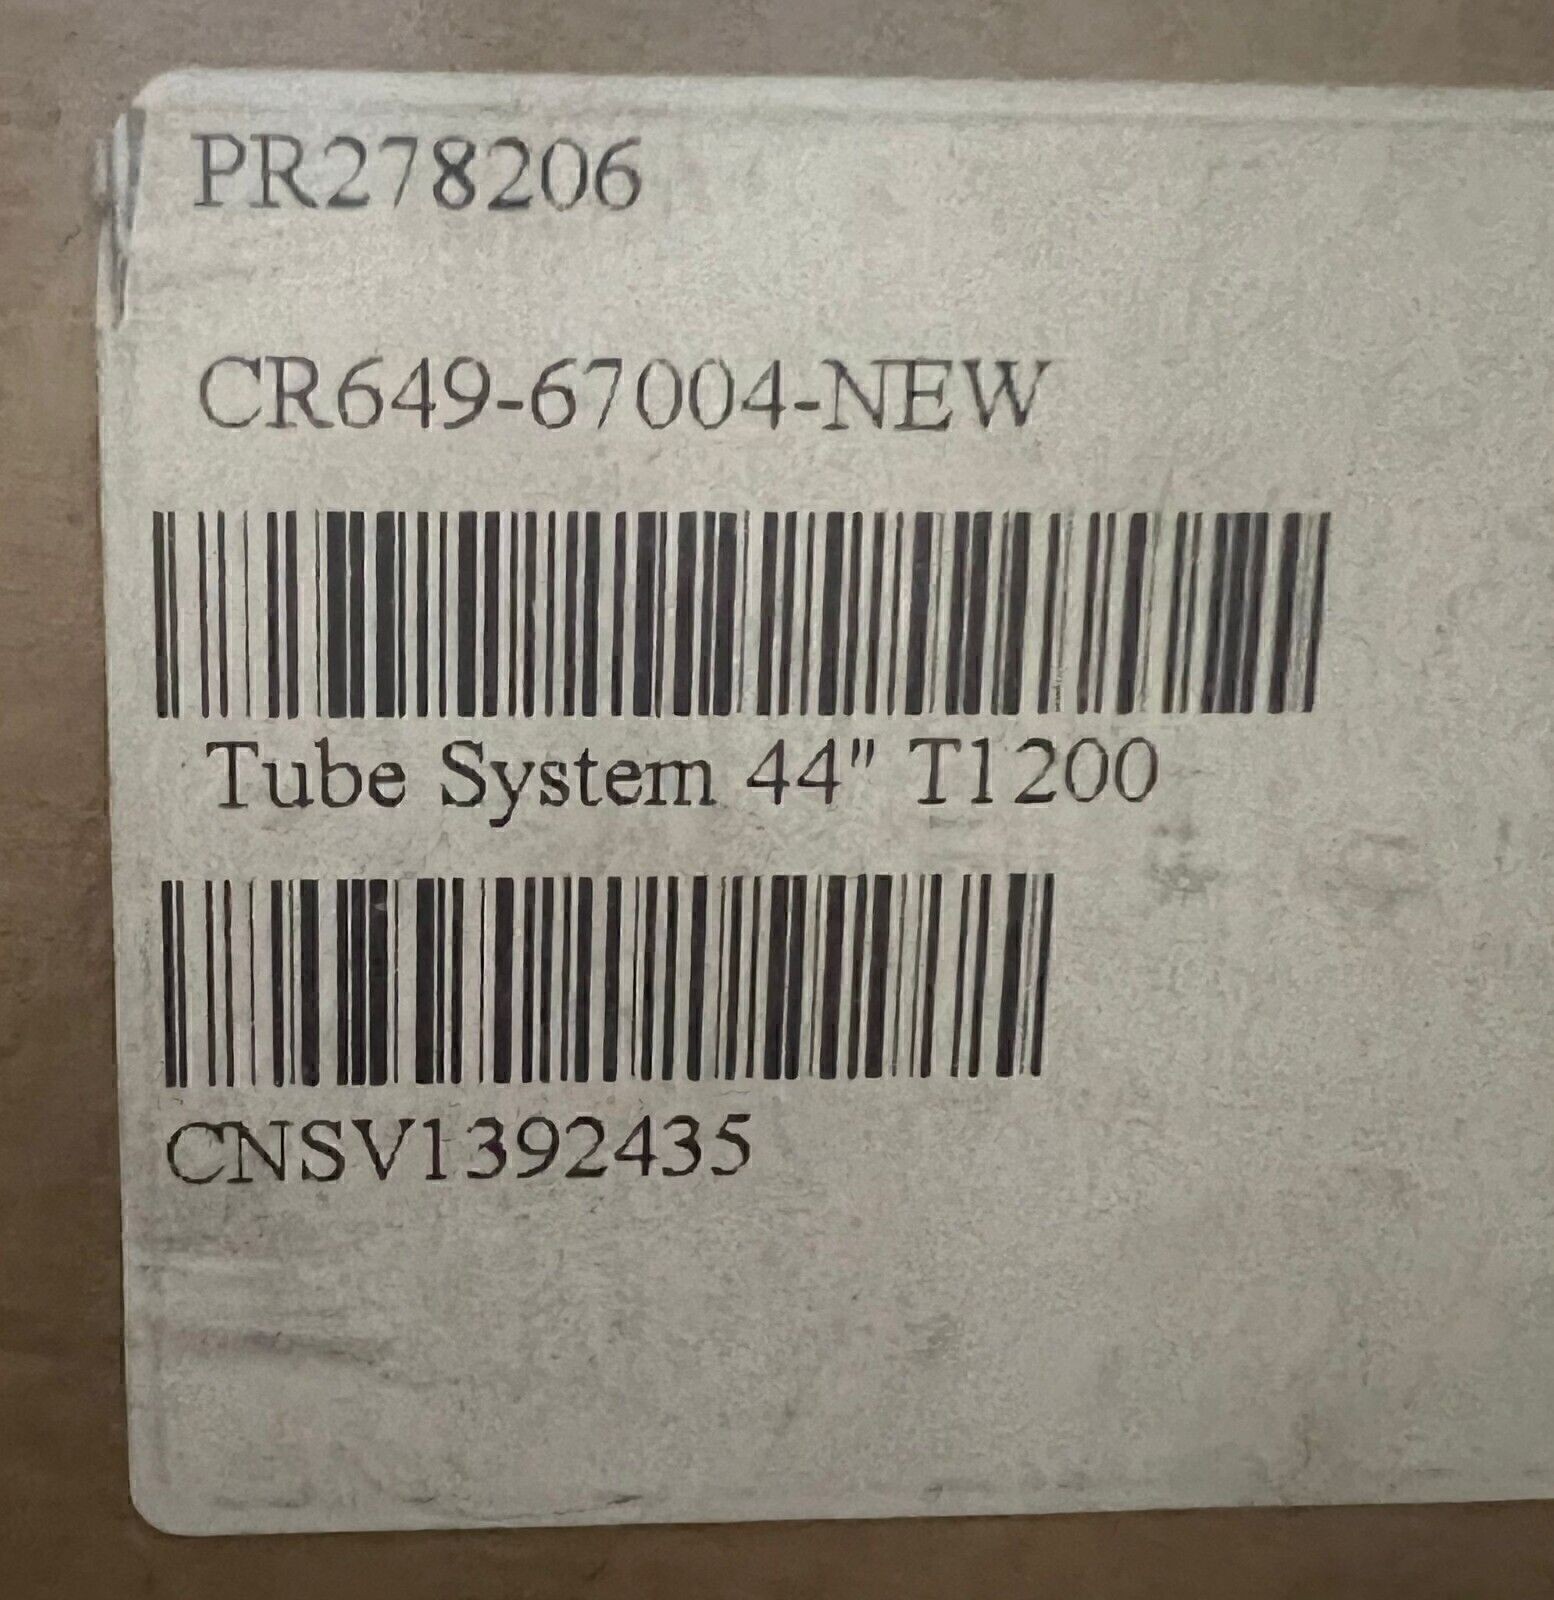 PR278206
CR649-67004-NEW
Tube System 44" T1200
CNSV1392435